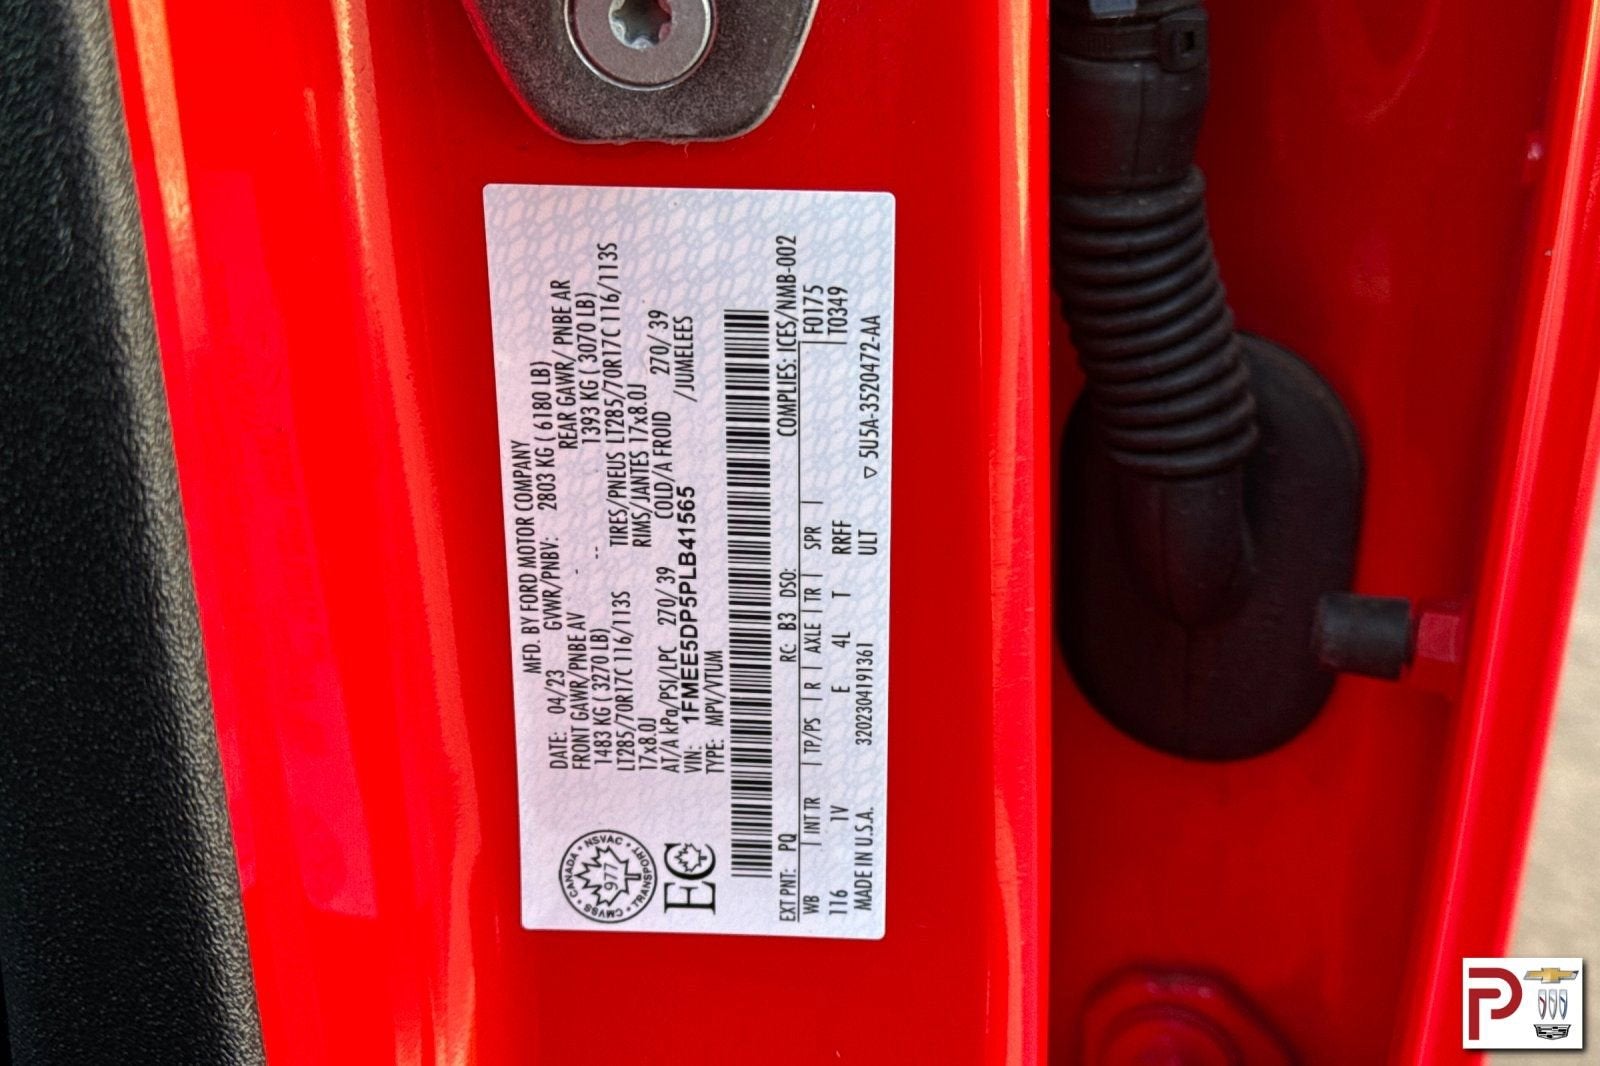 MFD. BY FORD MOTOR COMPANY
DATE: 04/23 GWVR/PNBV: 2803 KG ( 6180 LB)
FRONT GAWR/PNBE AV - -- REAR GAWR/ PNBE AR
1483 KG ( 3270 LB) 1393 KG ( 3070 LB)
LT285/70R17C 116/113S TIRES/PNEUS LT285/70R17C 116/113S
17x8.0J RIMS/JANTES 17x8.0J
AT/A kPa/PSI/LPC 270/ 39 COLD/A FROID 270/ 39
VIN: 1FMEE5DP5PLB41565 /JUMELEES
TYPE: MPV/VTUM
CANADA • NSVAC • TRANSPORT • CMVSS •
977
EC
EXT PNT: PQ RC: B3 DSO: COMPLIES: ICES/NMB-002
WB | INT TR | TP/PS | R | AXLE | TR | SPR | F0175
116 1V E 4L T RRFF T0349
MADE IN U.S.A. 320230419 1361 ULT ▽ 5U5A-3520472-AA
P